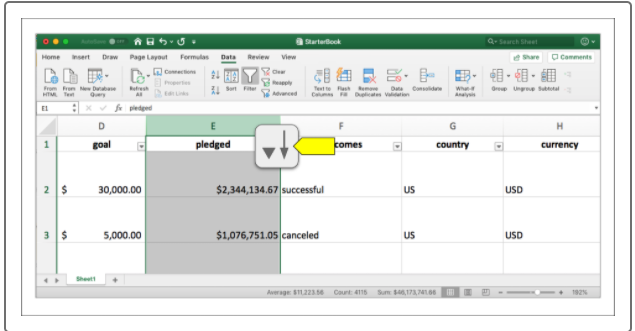 AutoSave OFF StarterBook Search Sheet
Home Insert Draw Page Layout Formulas Data Review View Share Comments
From HTML From Text New Database Query Refresh All Connections Properties Edit Links Sort Filter Clear Reapply Advanced Text to Columns Flash Fill Remove Duplicates Data Validation Consolidate What-If Analysis Group Ungroup Subtotal
E1 fx pledged
D E F G H
1 goal pledged comes country currency
2 $ 30,000.00 $2,344,134.67 successful US USD
3 $ 5,000.00 $1,076,751.05 canceled US USD
Sheet1 +
Average: $11,223.56 Count: 4115 Sum: $46,173,741.66 192%